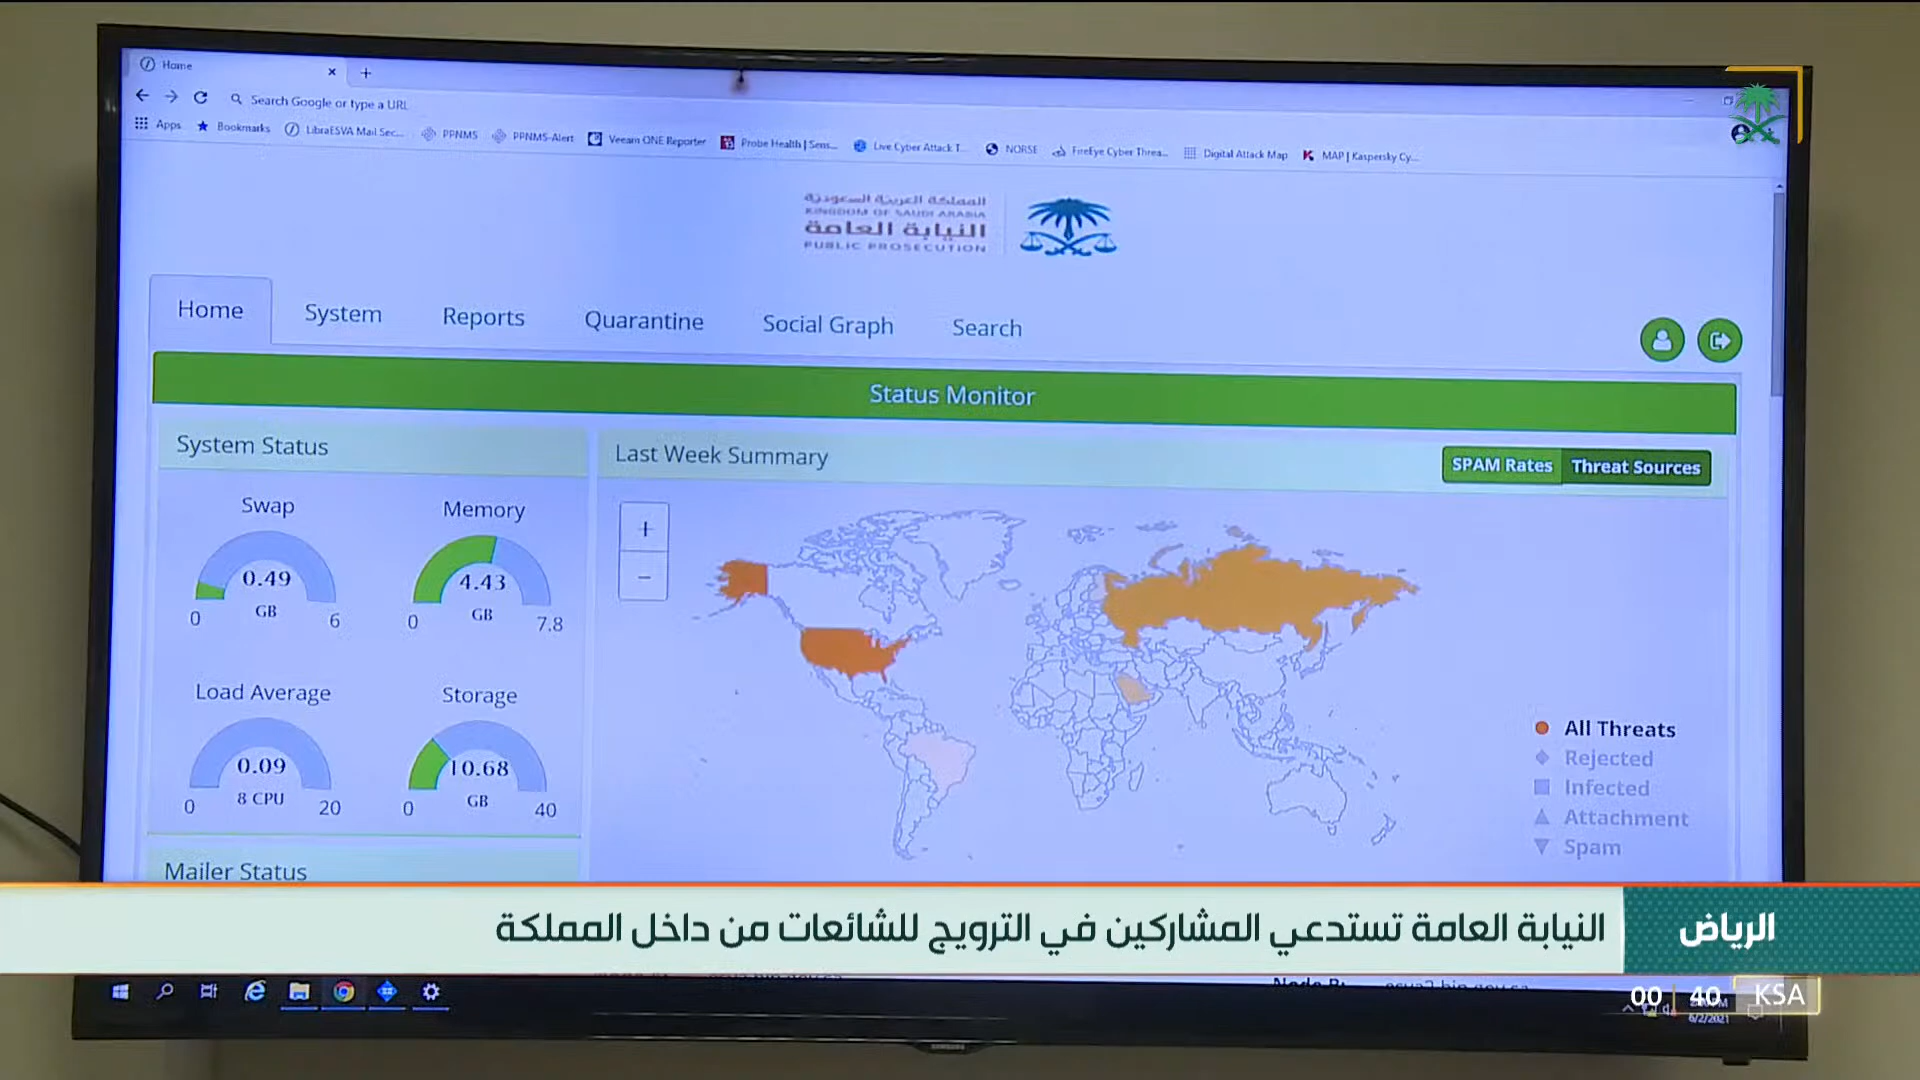 Home
Search Google or type a URL
Apps
Bookmarks
LibraESVA Mail Sec...
PPNMS
PPNMS-Alert
Veeam ONE Reporter
Probe Health | Sens...
Live Cyber Attack T...
NORSE
FireEye Cyber Threa...
Digital Attack Map
MAP | Kaspersky Cy...
المملكة العربية السعودية
KINGDOM OF SAUDI ARABIA
النيابة العامة
PUBLIC PROSECUTION
Home
System
Reports
Quarantine
Social Graph
Search
Status Monitor
System Status
Last Week Summary
SPAM Rates
Threat Sources
Swap
0.49
GB
0
6
Memory
4.43
GB
0
7.8
+
−
Load Average
0.09
8 CPU
0
20
Storage
10.68
GB
0
40
All Threats
Rejected
Infected
Attachment
Spam
Mailer Status
الرياض
النيابة العامة تستدعي المشاركين في الترويج للشائعات من داخل المملكة
00 40 KSA
6/2/2021
SAMSUNG